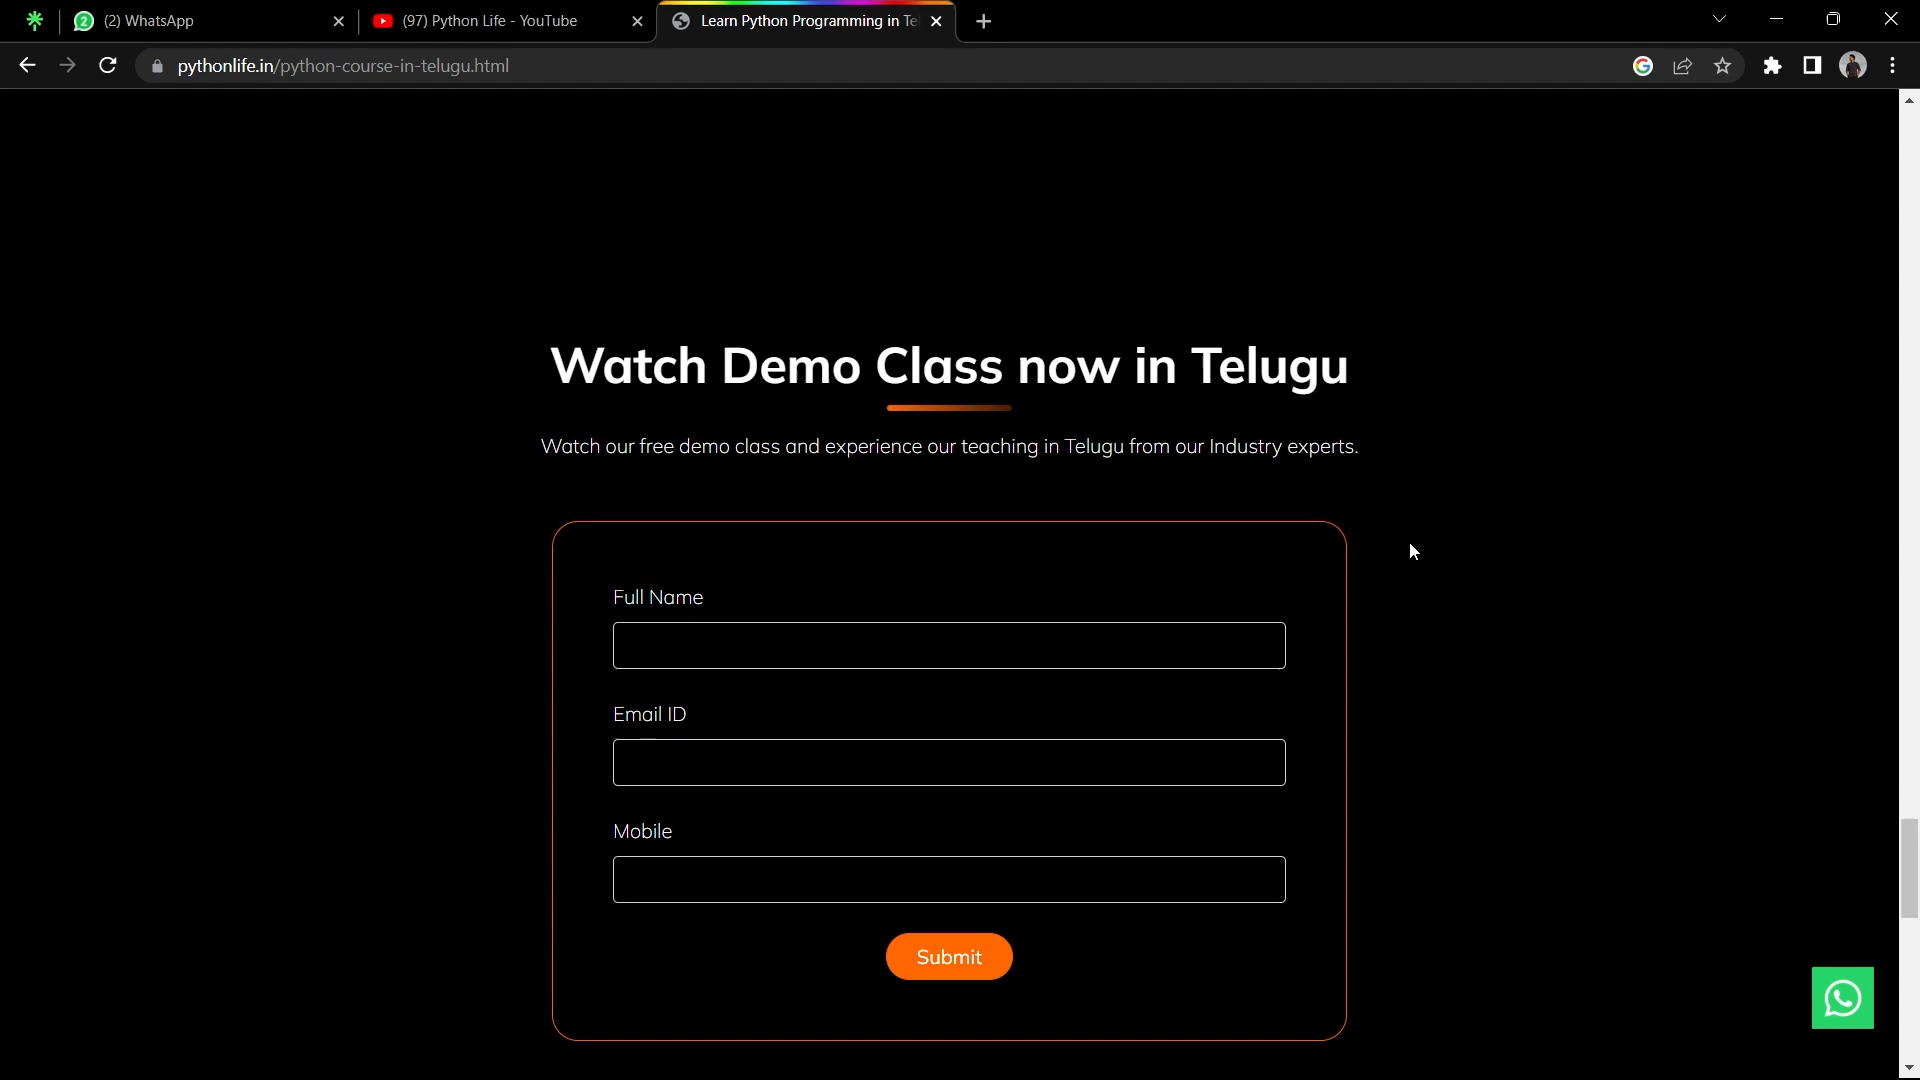 (2) WhatsApp
(97) Python Life - YouTube
Learn Python Programming in Te
pythonlife.in/python-course-in-telugu.html
Watch Demo Class now in Telugu
Watch our free demo class and experience our teaching in Telugu from our Industry experts.
Full Name
Email ID
Mobile
Submit